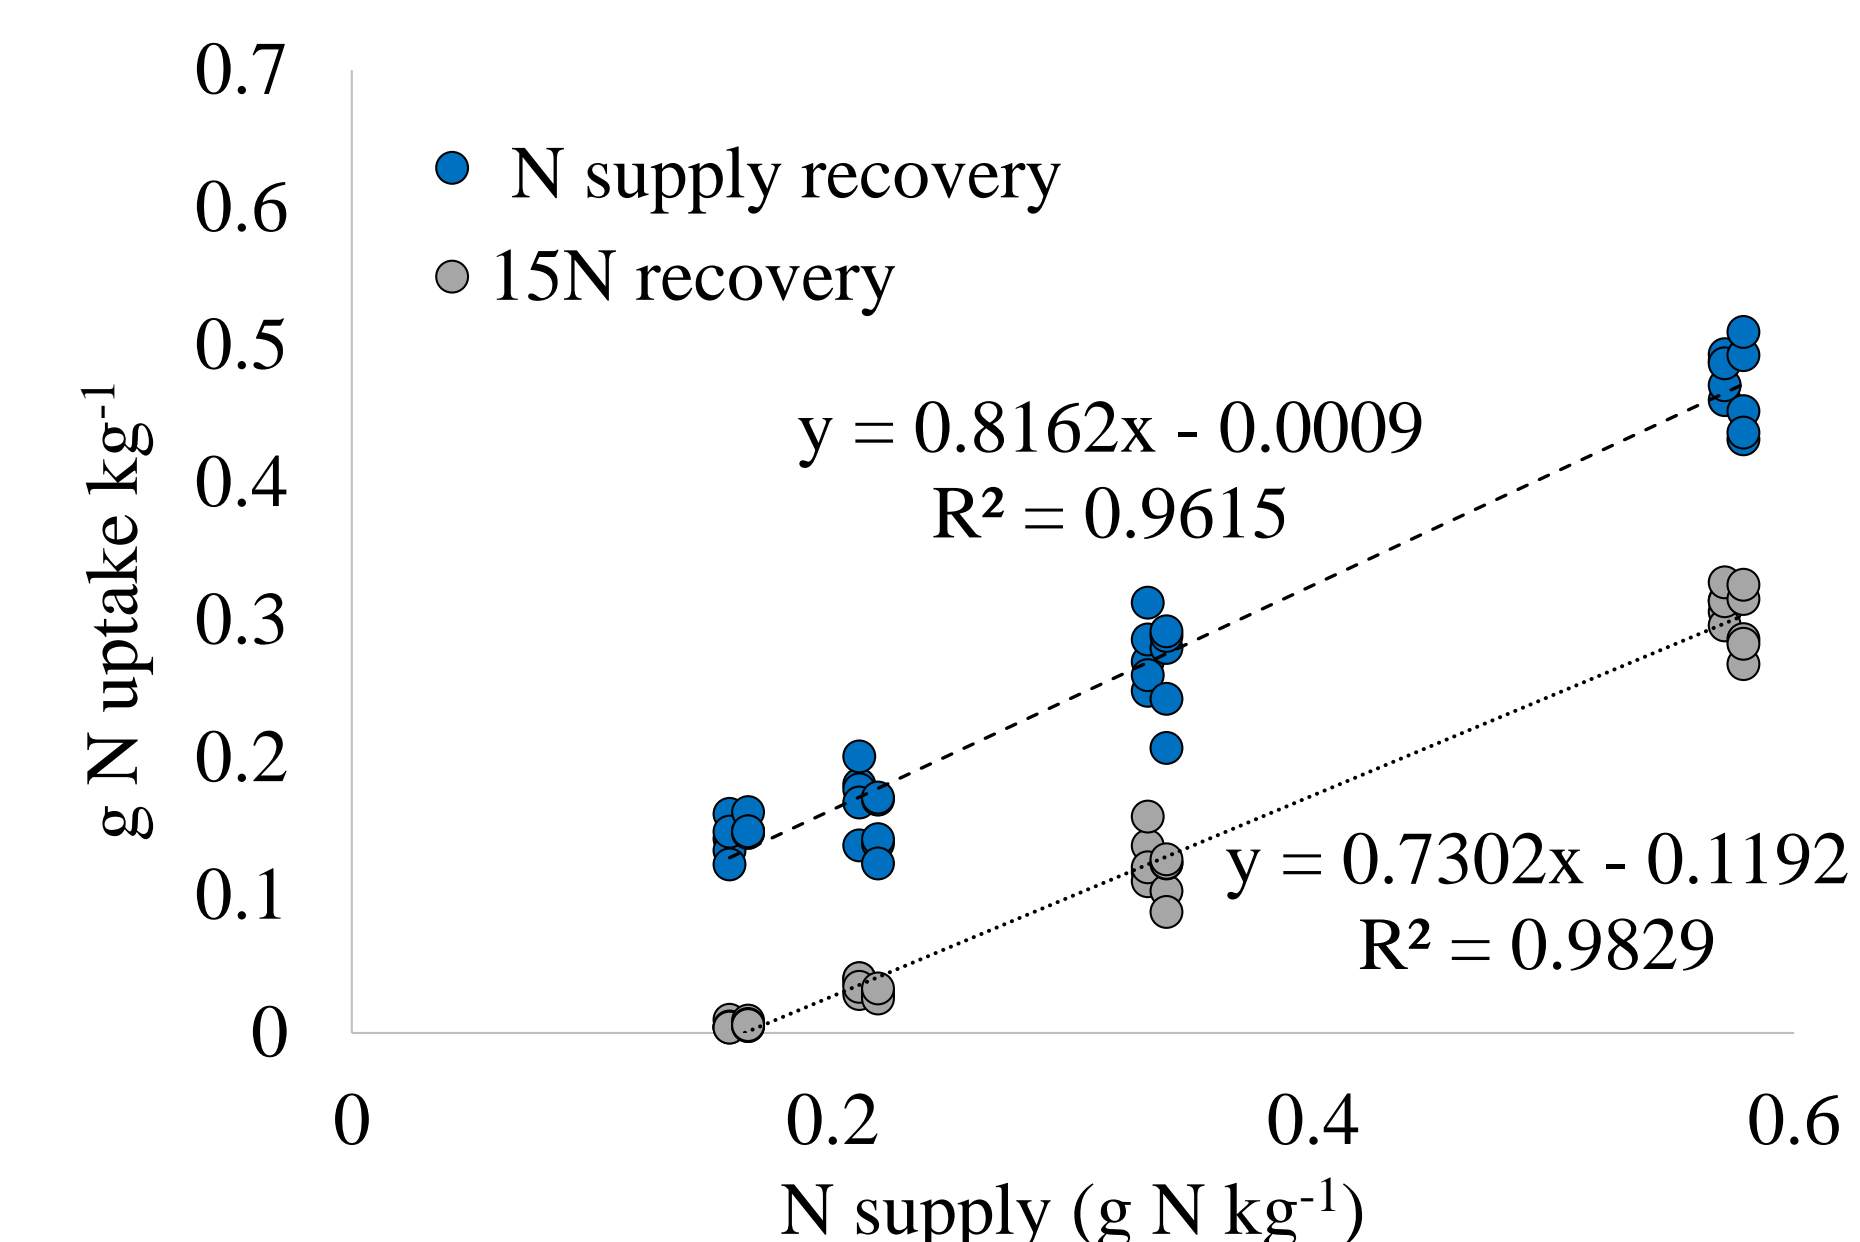 0.7
0.6
0.5
0.4
0.3
0.2
0.1
0
g N uptake kg⁻¹
N supply recovery
15N recovery
y = 0.8162x - 0.0009
R² = 0.9615
y = 0.7302x - 0.1192
R² = 0.9829
0 0.2 0.4 0.6
N supply (g N kg⁻¹)